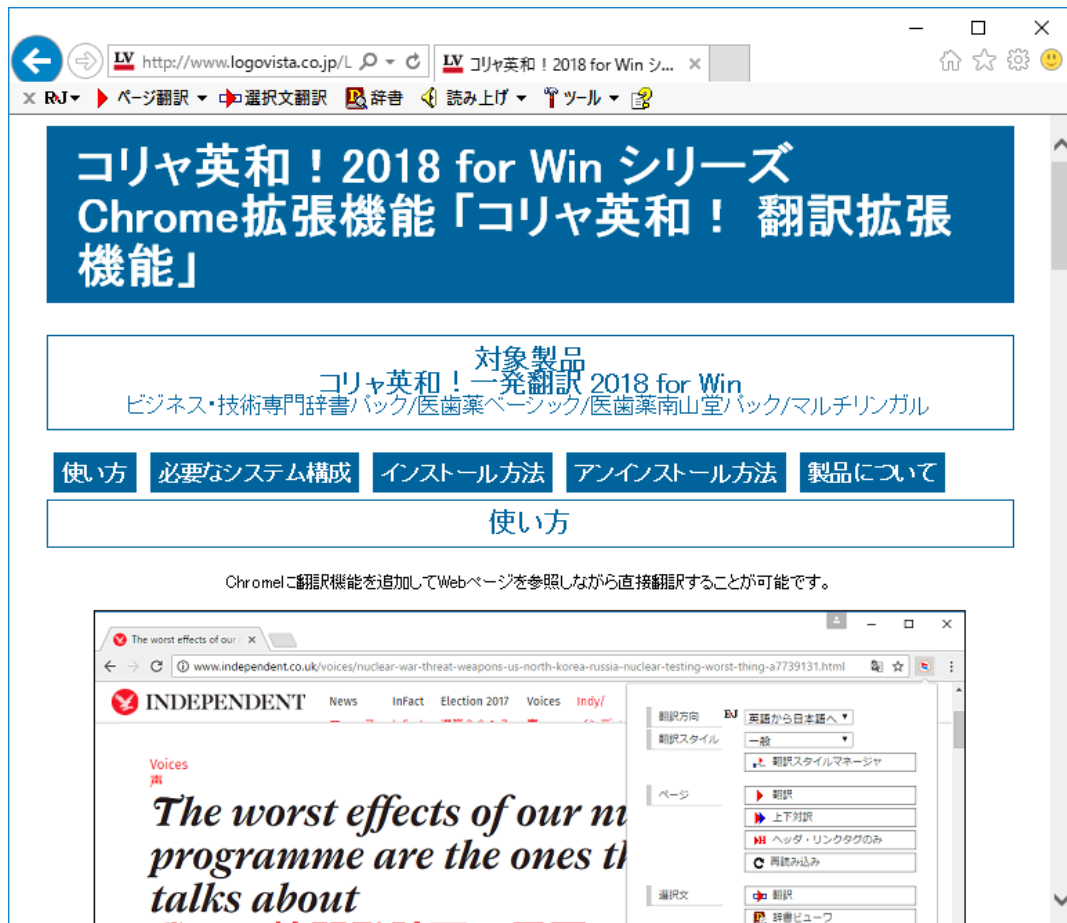 http://www.logovista.co.jp/L
コリャ英和！2018 for Win シ...
ページ翻訳
選択文翻訳
辞書
読み上げ
ツール
コリャ英和！2018 for Win シリーズ
Chrome拡張機能「コリャ英和！ 翻訳拡張
機能」
対象製品
コリャ英和！一発翻訳 2018 for Win
ビジネス・技術専門辞書パック/医歯薬ベーシック/医歯薬南山堂パック/マルチリンガル
使い方
必要なシステム構成
インストール方法
アンインストール方法
製品について
使い方
Chromeに翻訳機能を追加してWebページを参照しながら直接翻訳することが可能です。
The worst effects of our
www.independent.co.uk/voices/nuclear-war-threat-weapons-us-north-korea-russia-nuclear-testing-worst-thing-a7739131.html
INDEPENDENT
News InFact Election 2017 Voices Indy/
翻訳方向 英語から日本語へ
翻訳スタイル 一般
翻訳スタイルマネージャ
ページ 翻訳
上下対訳
ヘッダ・リンクタグのみ
再読み込み
選択文 翻訳
辞書ビューワ
Voices
声
The worst effects of our nu
programme are the ones th
talks about